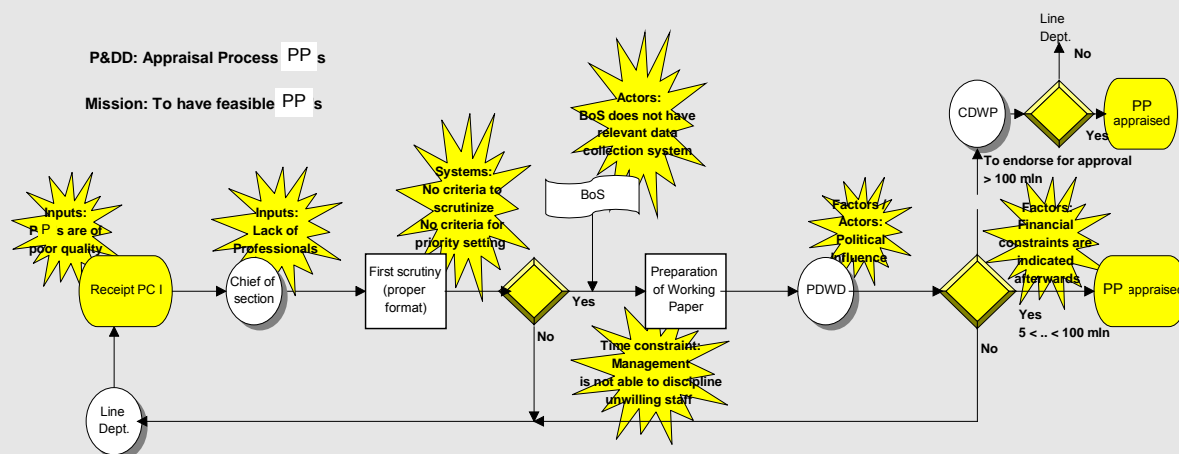 P&DD: Appraisal Process PP s
Mission: To have feasible PP s
Line
Dept.
No
CDWP
PP
appraised
Yes
To endorse for approval
> 100 mln
Actors:
BoS does not have
relevant data
collection system
BoS
Systems:
No criteria to
scrutinize
No criteria for
priority setting
Inputs:
PP s are of
poor quality
Inputs:
Lack of
Professionals
Factors /
Actors:
Political
Influence
Factors:
Financial
constraints are
indicated
afterwards
Receipt PC I
Chief of
section
First scrutiny
(proper
format)
Yes
No
Preparation
of Working
Paper
PDWD
PP appraised
Yes
5 < .. < 100 mln
No
Time constraint:
Management
is not able to discipline
unwilling staff
Line
Dept.